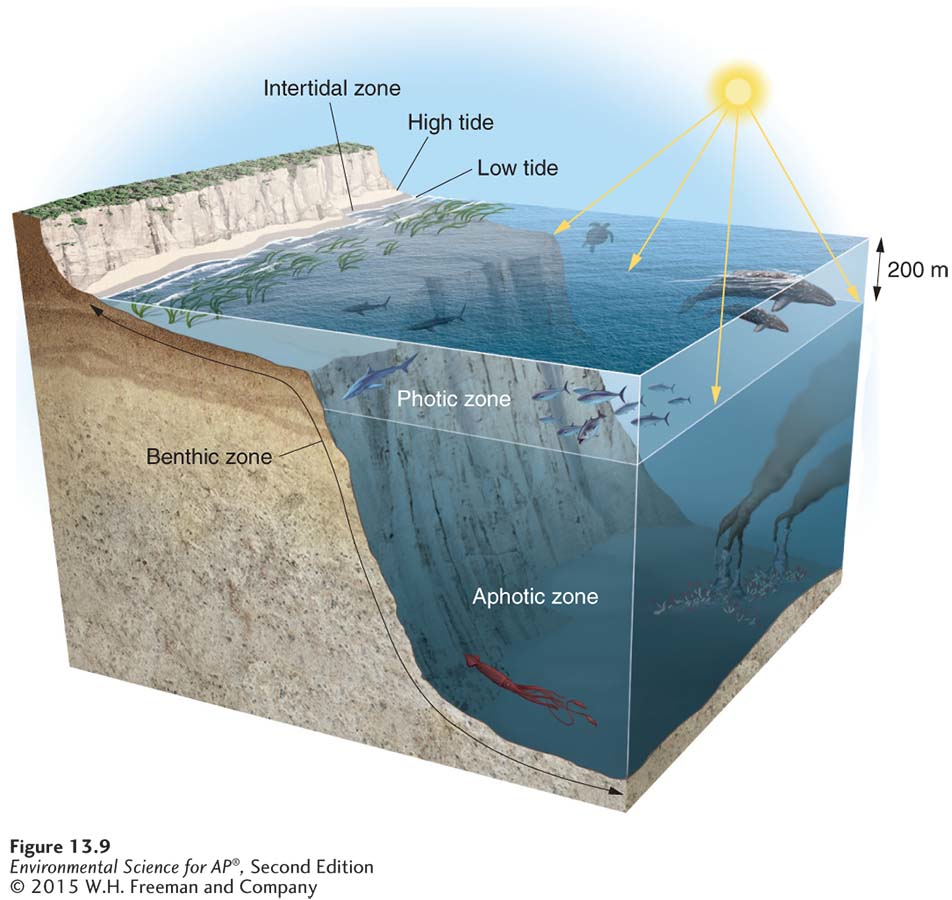 Intertidal zone
High tide
Low tide
200 m
Photic zone
Benthic zone
Aphotic zone
Figure 13.9
Environmental Science for AP®, Second Edition
© 2015 W.H. Freeman and Company